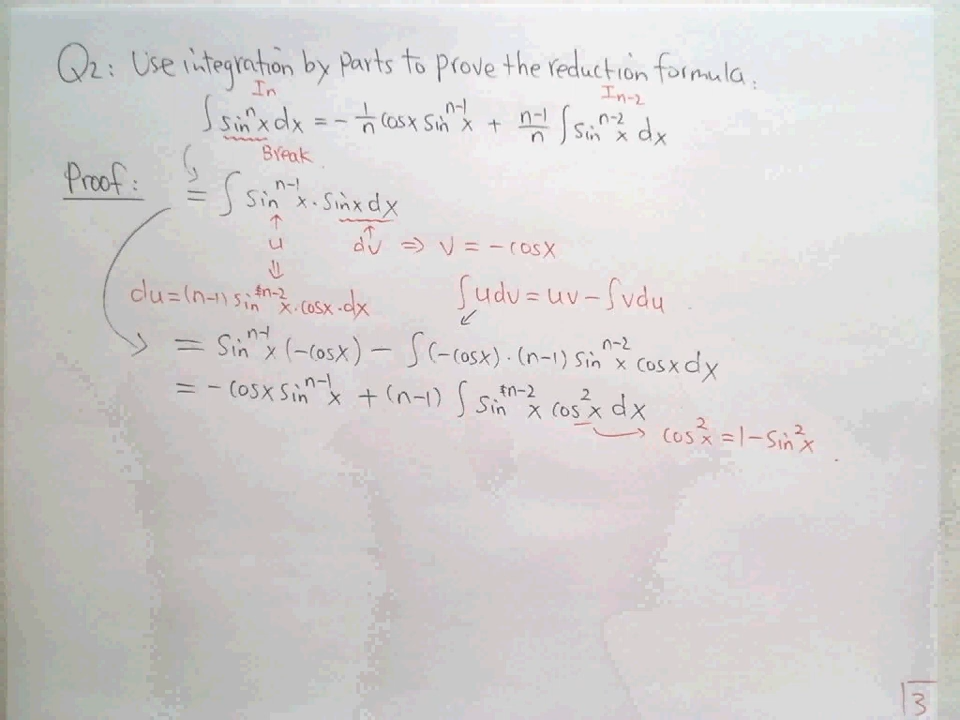 Q2: Use integration by parts to prove the reduction formula.
In
In-2
∫ sin^n x dx = - 1/n cosx sin^(n-1) x + (n-1)/n ∫ sin^(n-2) x dx
Break
Proof:
= ∫ sin^(n-1) x · sinx dx
↑ ↑
u dv ⇒ v = -cosx
⇓
du = (n-1) sin^(n-2) x · cosx · dx
∫ udv = uv - ∫ vdu
= sin^(n-1) x (-cosx) - ∫ (-cosx) · (n-1) sin^(n-2) x cosx dx
= - cosx sin^(n-1) x + (n-1) ∫ sin^(n-2) x cos^2 x dx
cos^2 x = 1 - sin^2 x
3